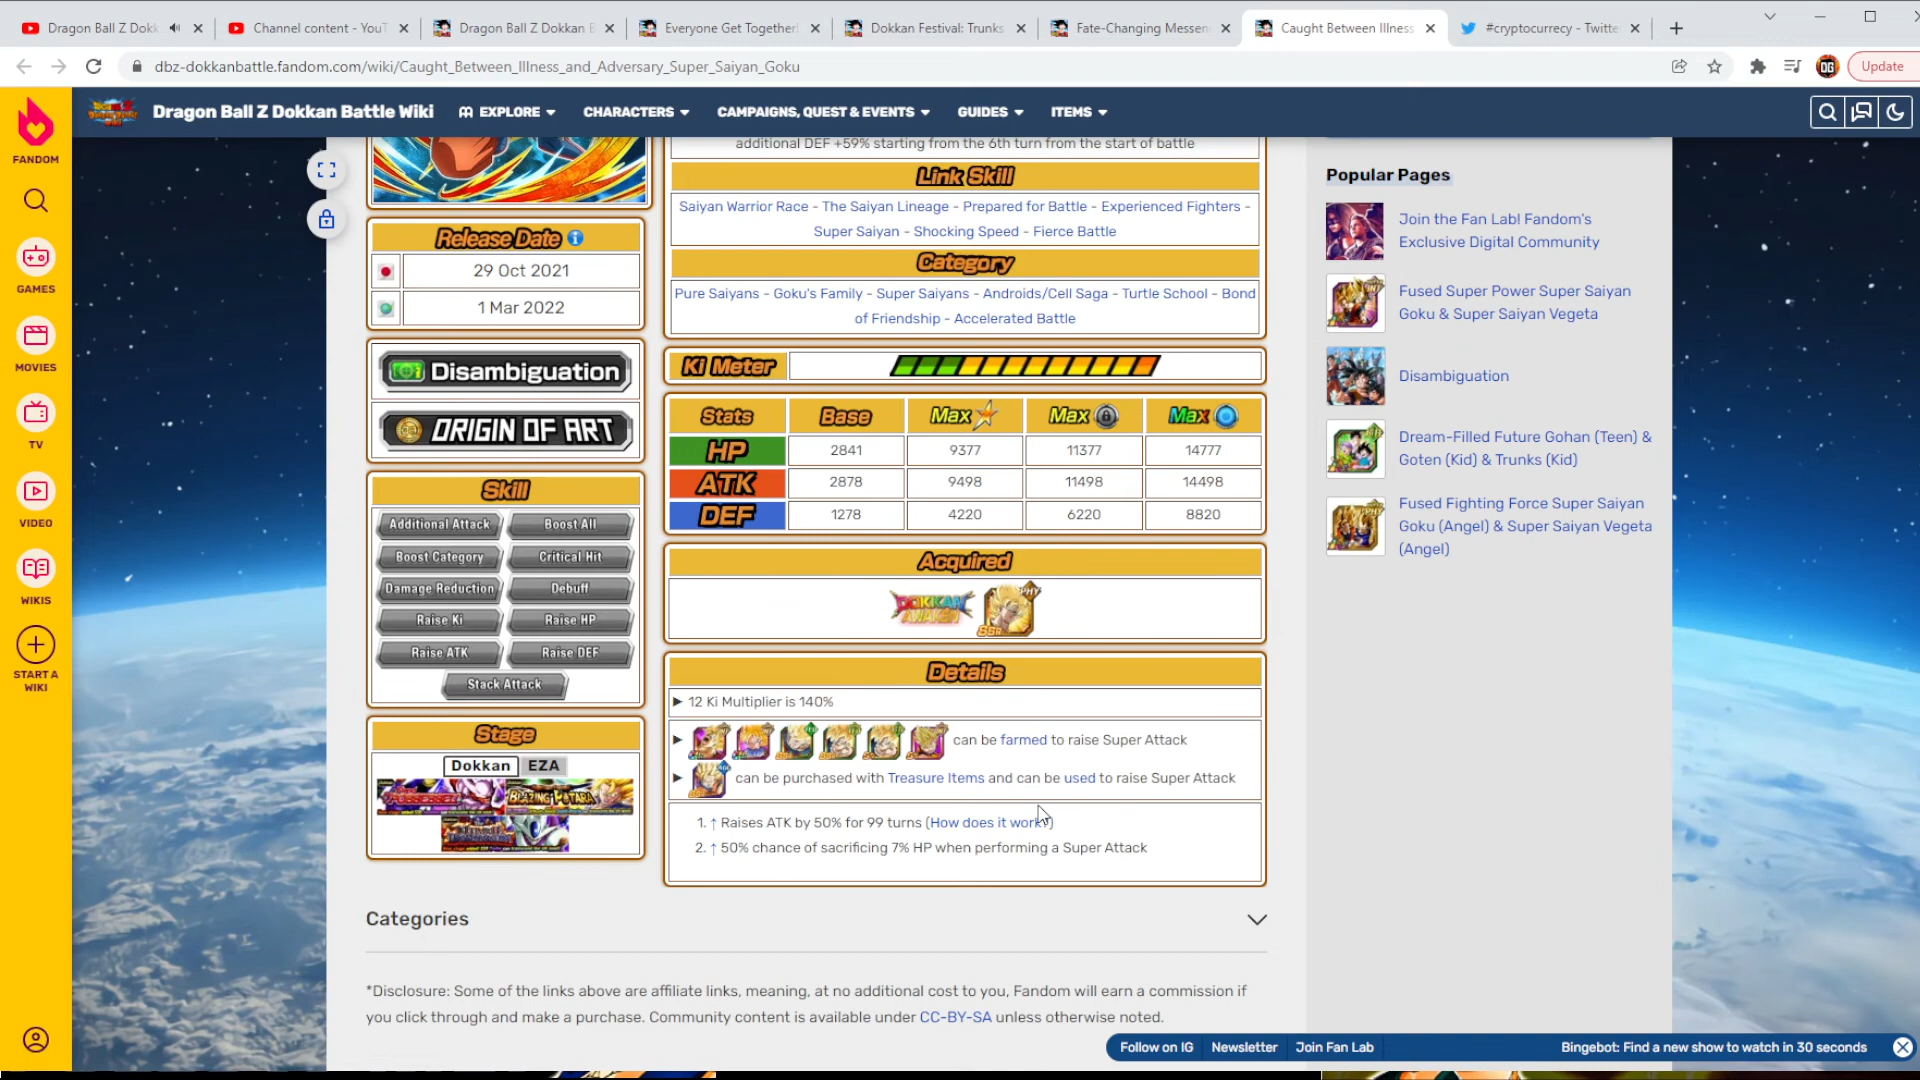 Dragon Ball Z Dokk
Channel content - YouT
Dragon Ball Z Dokkan B
Everyone Get Together!
Dokkan Festival: Trunks
Fate-Changing Messen
Caught Between Illness
#cryptocurrecy - Twitte
dbz-dokkanbattle.fandom.com/wiki/Caught_Between_Illness_and_Adversary_Super_Saiyan_Goku
Update
Dragon Ball Z Dokkan Battle Wiki
EXPLORE
CHARACTERS
CAMPAIGNS, QUEST & EVENTS
GUIDES
ITEMS
FANDOM
GAMES
MOVIES
TV
VIDEO
WIKIS
START A
WIKI
Release Date
29 Oct 2021
1 Mar 2022
Disambiguation
ORIGIN OF ART
Skill
Additional Attack
Boost All
Boost Category
Critical Hit
Damage Reduction
Debuff
Raise Ki
Raise HP
Raise ATK
Raise DEF
Stack Attack
Stage
Dokkan
EZA
BLAZING POTARA
additional DEF +59% starting from the 6th turn from the start of battle
Link Skill
Saiyan Warrior Race - The Saiyan Lineage - Prepared for Battle - Experienced Fighters -
Super Saiyan - Shocking Speed - Fierce Battle
Category
Pure Saiyans - Goku's Family - Super Saiyans - Androids/Cell Saga - Turtle School - Bond
of Friendship - Accelerated Battle
Ki Meter
Stats Base Max Max Max
HP 2841 9377 11377 14777
ATK 2878 9498 11498 14498
DEF 1278 4220 6220 8820
Acquired
DOKKAN
AWAKEN
PHY
SSR
Details
► 12 Ki Multiplier is 140%
► can be farmed to raise Super Attack
► can be purchased with Treasure Items and can be used to raise Super Attack
1. ↑ Raises ATK by 50% for 99 turns (How does it work?)
2. ↑ 50% chance of sacrificing 7% HP when performing a Super Attack
Popular Pages
Join the Fan Lab! Fandom's
Exclusive Digital Community
Fused Super Power Super Saiyan
Goku & Super Saiyan Vegeta
Disambiguation
Dream-Filled Future Gohan (Teen) &
Goten (Kid) & Trunks (Kid)
Fused Fighting Force Super Saiyan
Goku (Angel) & Super Saiyan Vegeta
(Angel)
Categories
*Disclosure: Some of the links above are affiliate links, meaning, at no additional cost to you, Fandom will earn a commission if
you click through and make a purchase. Community content is available under CC-BY-SA unless otherwise noted.
Follow on IG
Newsletter
Join Fan Lab
Bingebot: Find a new show to watch in 30 seconds